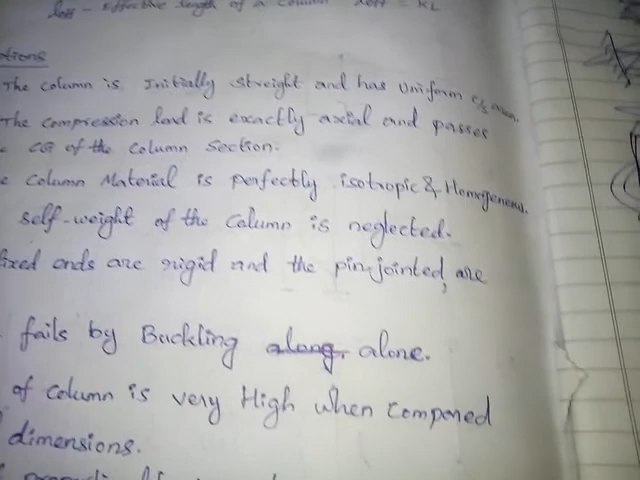 leff - Effective length of a column leff = KL
otions
The column is Initially streight and has Uniform c/s
The compression load is exactly axial and passes
CG of the column section.
e column Material is perfectly isotropic & Homogeneous.
self-weight of the column is neglected.
fixed ends are rigid and the pin-jointed, are
fails by Buckling along, alone.
of column is very High when compared
dimensions.